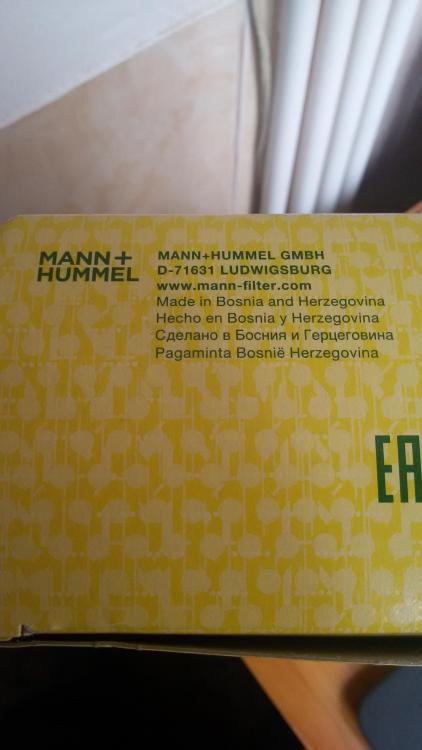 MANN+
HUMMEL
MANN+HUMMEL GMBH
D-71631 LUDWIGSBURG
www.mann-filter.com
Made in Bosnia and Herzegovina
Hecho en Bosnia y Herzegovina
Сделано в Босния и Герцеговина
Pagaminta Bosnië Herzegovina
EA